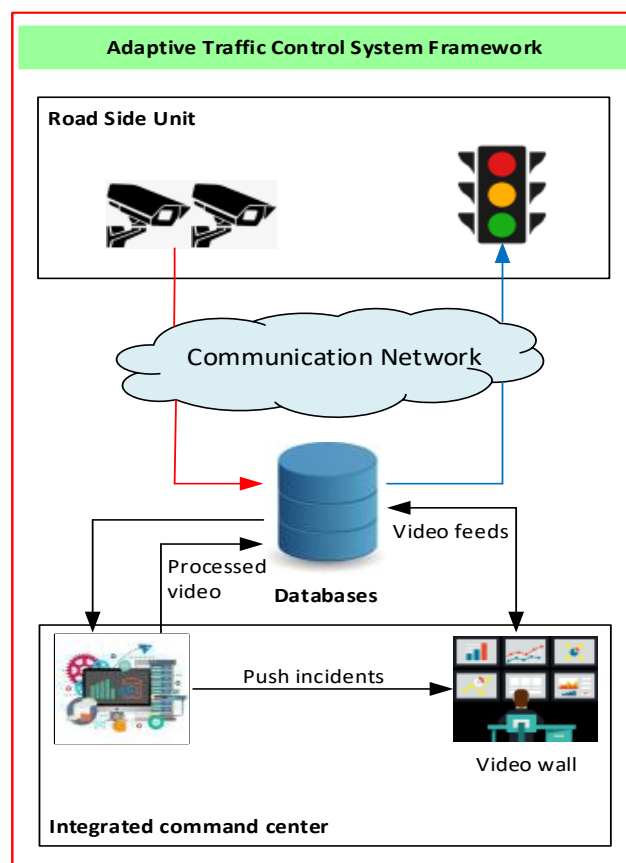 Adaptive Traffic Control System Framework
Road Side Unit
Communication Network
Video feeds
Processed
video
Databases
Push incidents
Video wall
Integrated command center